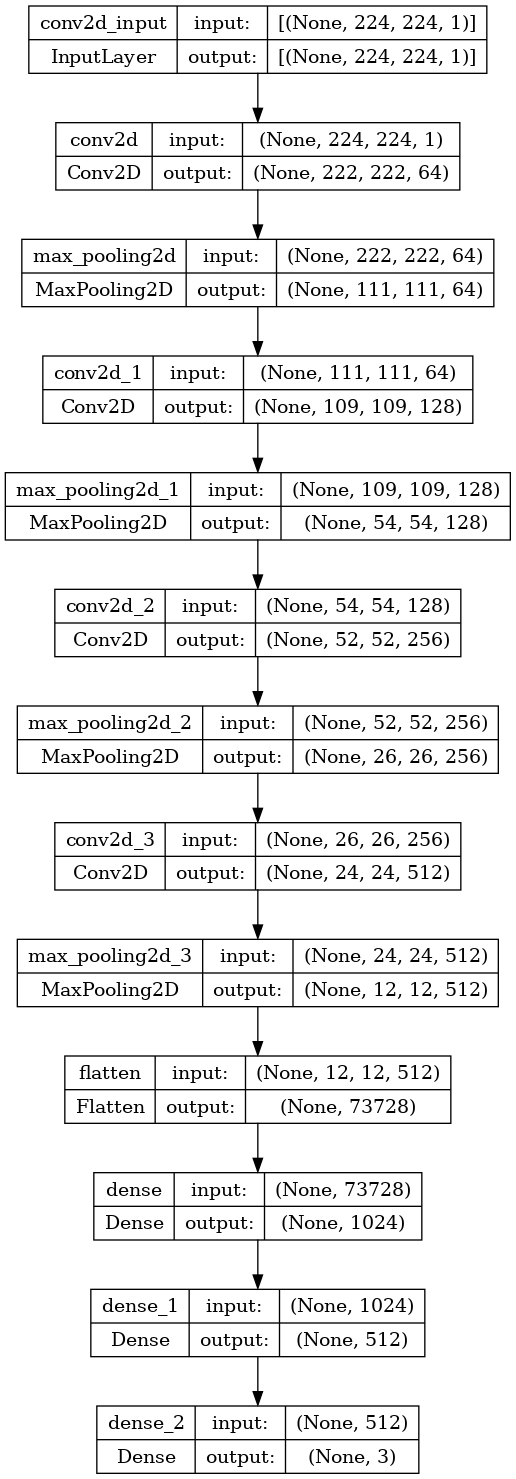 conv2d_input input: [(None, 224, 224, 1)]
InputLayer output: [(None, 224, 224, 1)]
conv2d input: (None, 224, 224, 1)
Conv2D output: (None, 222, 222, 64)
max_pooling2d input: (None, 222, 222, 64)
MaxPooling2D output: (None, 111, 111, 64)
conv2d_1 input: (None, 111, 111, 64)
Conv2D output: (None, 109, 109, 128)
max_pooling2d_1 input: (None, 109, 109, 128)
MaxPooling2D output: (None, 54, 54, 128)
conv2d_2 input: (None, 54, 54, 128)
Conv2D output: (None, 52, 52, 256)
max_pooling2d_2 input: (None, 52, 52, 256)
MaxPooling2D output: (None, 26, 26, 256)
conv2d_3 input: (None, 26, 26, 256)
Conv2D output: (None, 24, 24, 512)
max_pooling2d_3 input: (None, 24, 24, 512)
MaxPooling2D output: (None, 12, 12, 512)
flatten input: (None, 12, 12, 512)
Flatten output: (None, 73728)
dense input: (None, 73728)
Dense output: (None, 1024)
dense_1 input: (None, 1024)
Dense output: (None, 512)
dense_2 input: (None, 512)
Dense output: (None, 3)